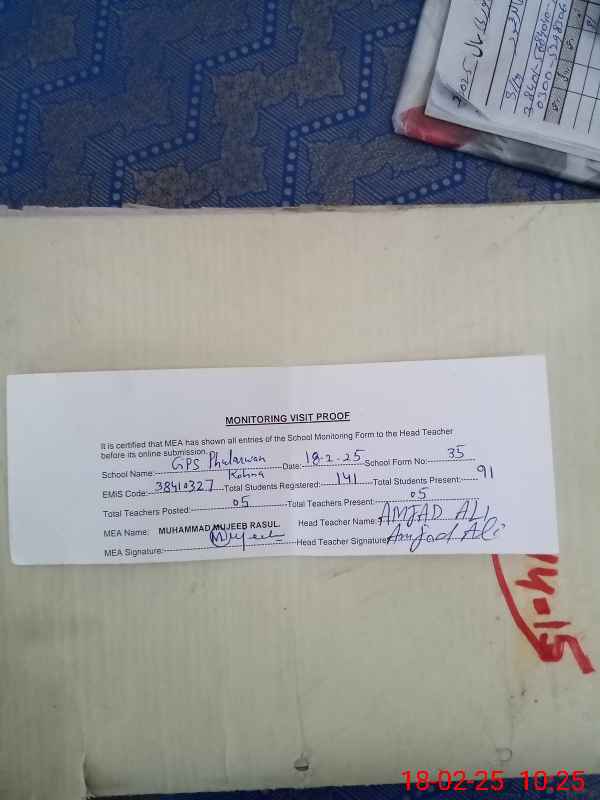 MONITORING VISIT PROOF
It is certified that MEA has shown all entries of the School Monitoring Form to the Head Teacher
before its online submission.
School Name: GPS Phularwan Kohna Date: 18-2-25 School Form No: 35
EMIS Code: 38410327 Total Students Registered: 141 Total Students Present: 91
Total Teachers Posted: 05 Total Teachers Present: 05
MEA Name: MUHAMMAD MUJEEB RASUL. Head Teacher Name: AMJAD ALI
MEA Signature: Mujeeb Head Teacher Signature: Amjad Ali
14-15
18-02-25 10:25